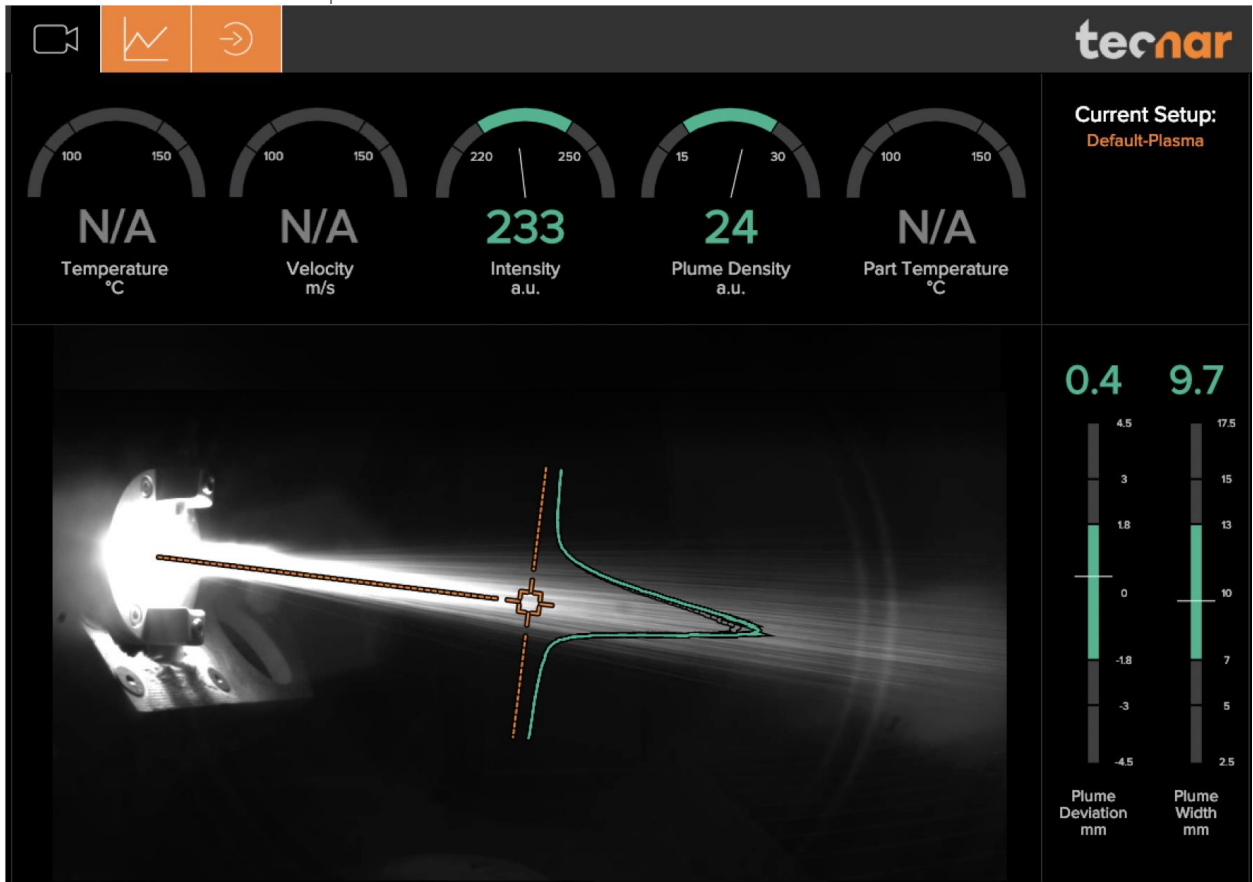 tecnar
100 150
N/A
Temperature
°C
100 150
N/A
Velocity
m/s
220 250
233
Intensity
a.u.
15 30
24
Plume Density
a.u.
100 150
N/A
Part Temperature
°C
Current Setup:
Default-Plasma
0.4
4.5
3
1.8
0
-1.8
-3
-4.5
Plume
Deviation
mm
9.7
17.5
15
13
10
7
5
2.5
Plume
Width
mm